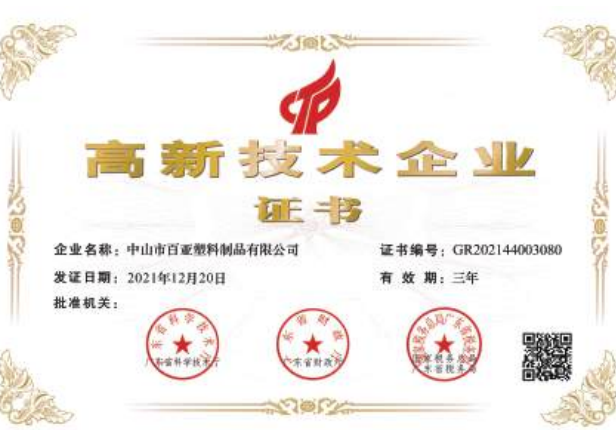 高新技术企业
证书
企业名称：中山市百亚塑料制品有限公司
证书编号：GR202144003080
发证日期：2021年12月20日
有 效 期：三年
批准机关：
广东省科学技术厅
广东省财政厅
国家税务总局
广东省税务局